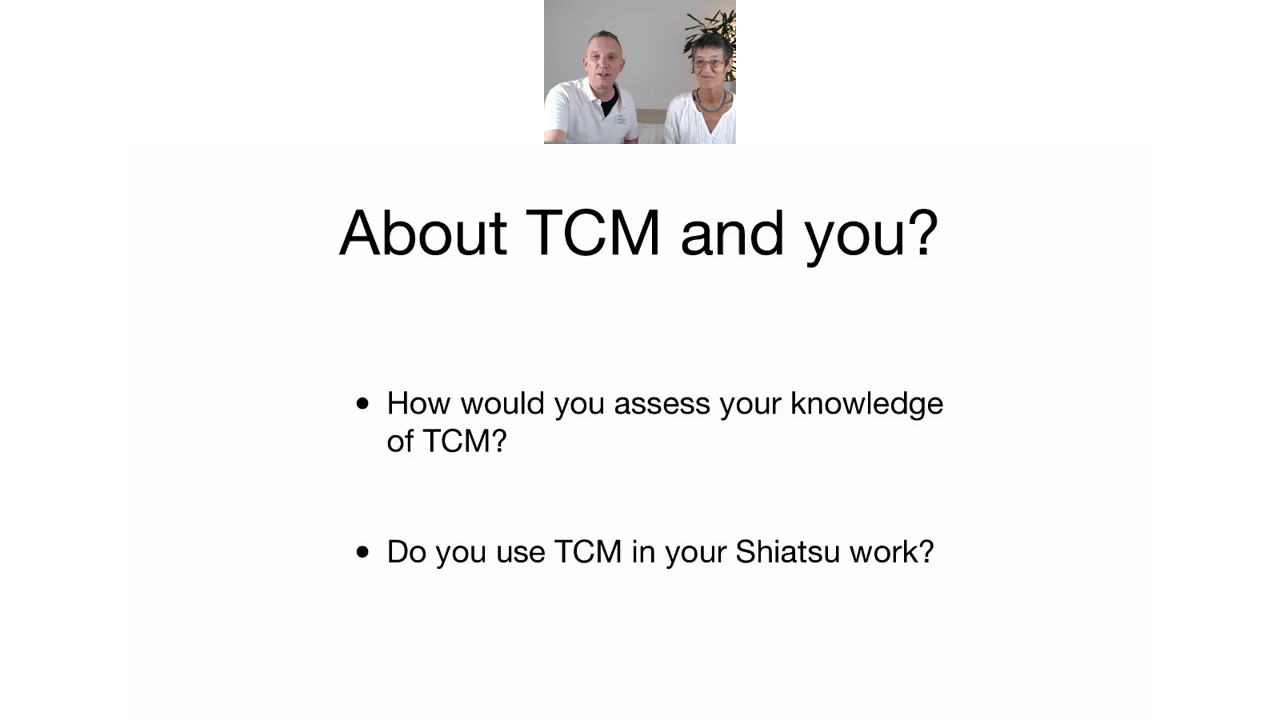 About TCM and you?
• How would you assess your knowledge
of TCM?
• Do you use TCM in your Shiatsu work?